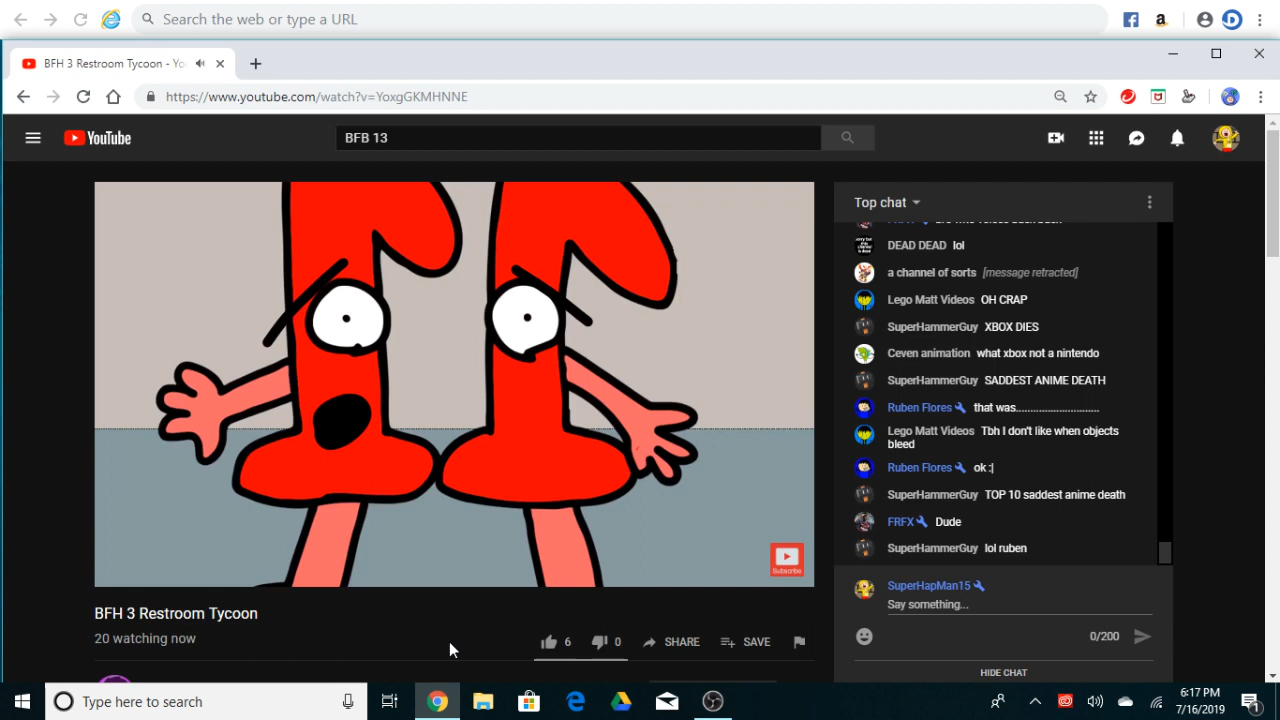 Search the web or type a URL
BFH 3 Restroom Tycoon - Yo
https://www.youtube.com/watch?v=YoxgGKMHNNE
YouTube
BFB 13
Top chat
DEAD DEAD lol
a channel of sorts [message retracted]
Lego Matt Videos OH CRAP
SuperHammerGuy XBOX DIES
Ceven animation what xbox not a nintendo
SuperHammerGuy SADDEST ANIME DEATH
Ruben Flores that was............................
Lego Matt Videos Tbh I don't like when objects
bleed
Ruben Flores ok :|
SuperHammerGuy TOP 10 saddest anime death
FRFX Dude
SuperHammerGuy lol ruben
Subscribe
SuperHapMan15
Say something...
0/200
HIDE CHAT
BFH 3 Restroom Tycoon
20 watching now
6 0 SHARE SAVE
Type here to search
6:17 PM
7/16/2019
1